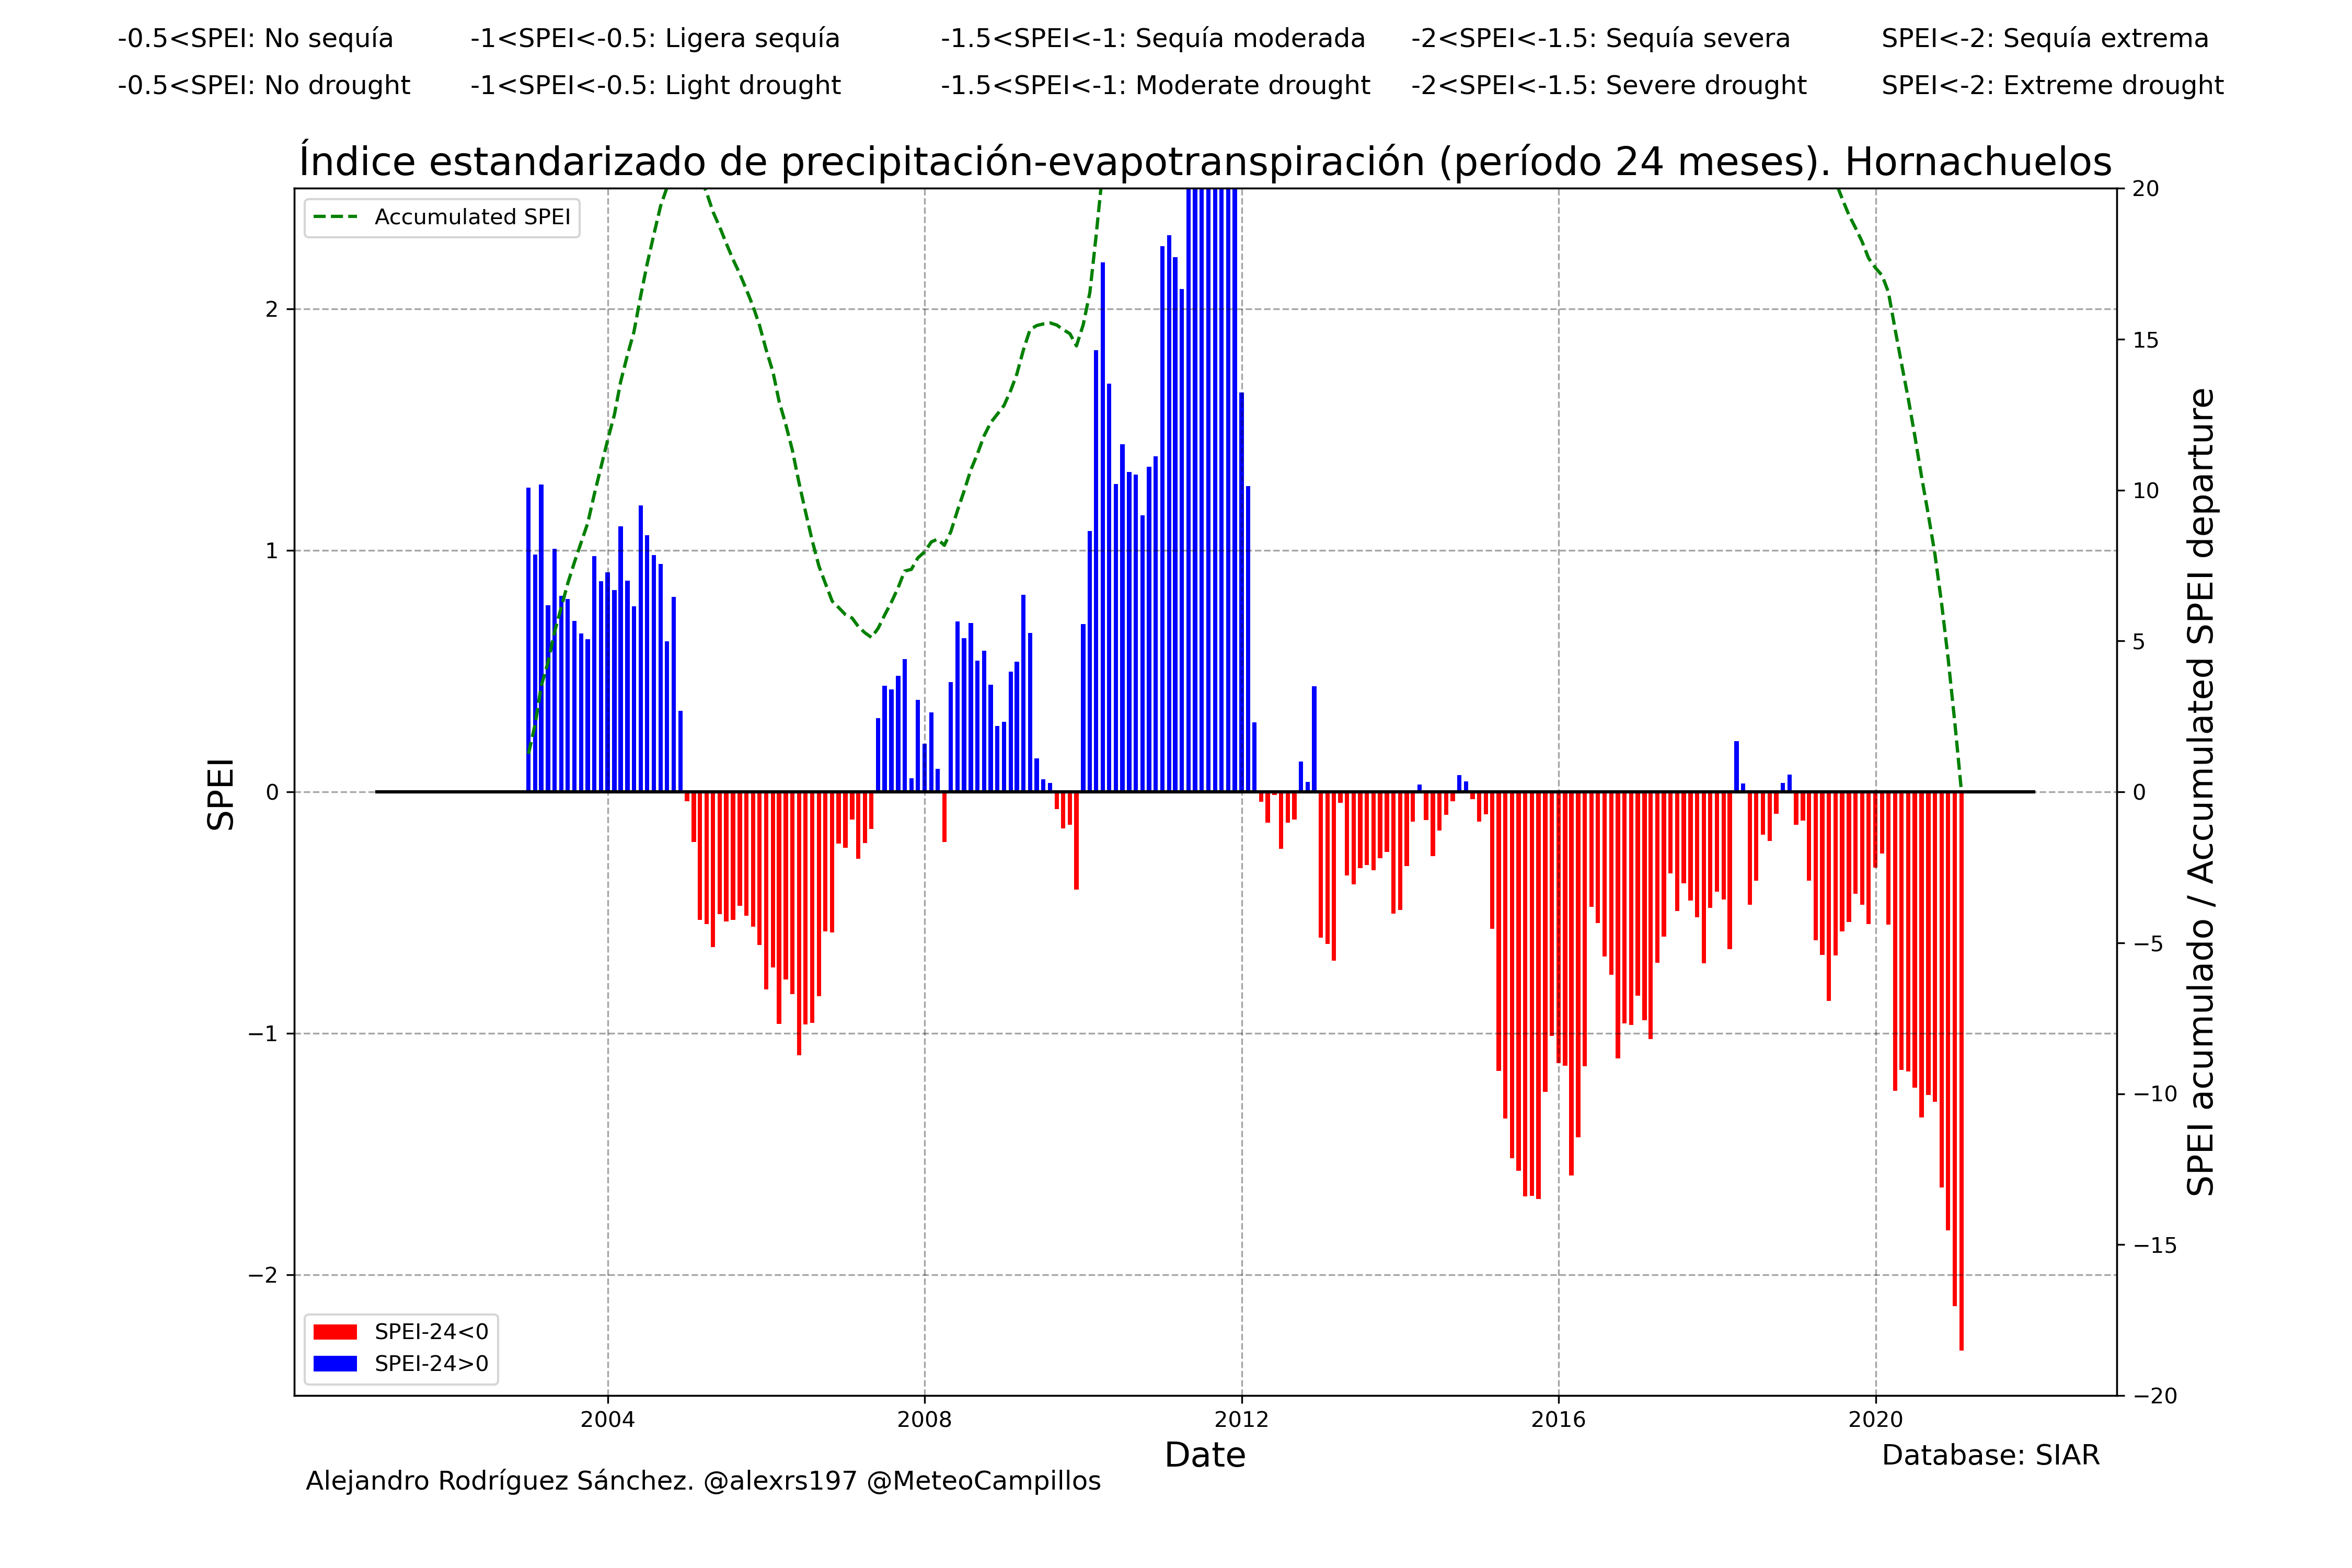 -0.5<SPEI: No sequía -1<SPEI<-0.5: Ligera sequía -1.5<SPEI<-1: Sequía moderada -2<SPEI<-1.5: Sequía severa SPEI<-2: Sequía extrema
-0.5<SPEI: No drought -1<SPEI<-0.5: Light drought -1.5<SPEI<-1: Moderate drought -2<SPEI<-1.5: Severe drought SPEI<-2: Extreme drought
Índice estandarizado de precipitación-evapotranspiración (período 24 meses). Hornachuelos
Accumulated SPEI
SPEI
2
1
0
−1
−2
20
15
10
5
0
−5
−10
−15
−20
SPEI acumulado / Accumulated SPEI departure
SPEI-24<0
SPEI-24>0
2004 2008 2012 2016 2020
Date
Database: SIAR
Alejandro Rodríguez Sánchez. @alexrs197 @MeteoCampillos